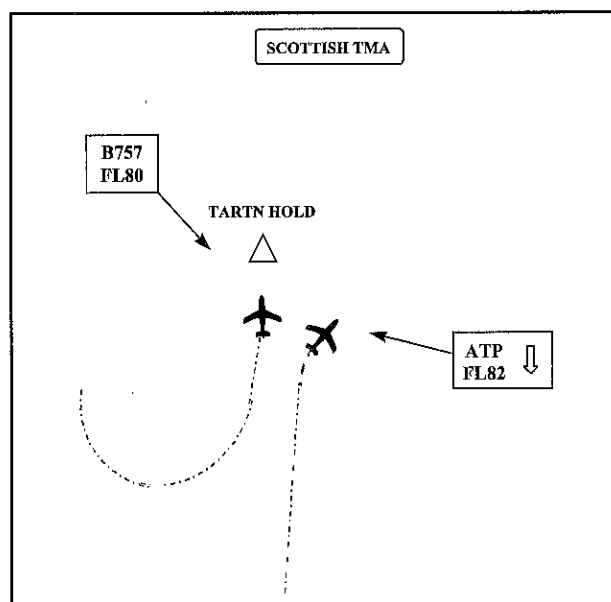 SCOTTISH TMA
B757
FL80
TARTN HOLD
ATP
FL82